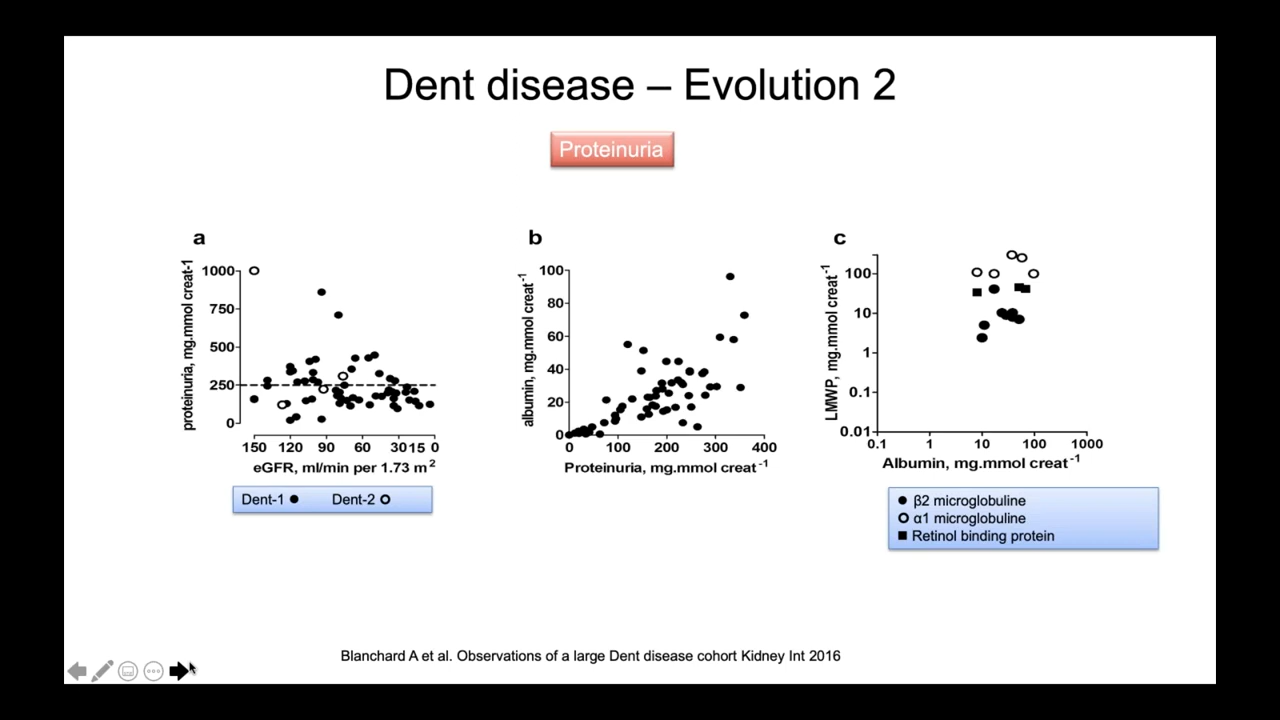 Dent disease – Evolution 2
Proteinuria
a
proteinuria, mg.mmol creat-1
1000
750
500
250
0
150 120 90 60 30 15 0
eGFR, ml/min per 1.73 m²
Dent-1 Dent-2
b
albumin, mg.mmol creat⁻¹
100
80
60
40
20
0
0 100 200 300 400
Proteinuria, mg.mmol creat⁻¹
c
LMWP, mg.mmol creat⁻¹
100
10
1
0.1
0.01
0.1 1 10 100 1000
Albumin, mg.mmol creat⁻¹
β2 microglobuline
α1 microglobuline
Retinol binding protein
Blanchard A et al. Observations of a large Dent disease cohort Kidney Int 2016